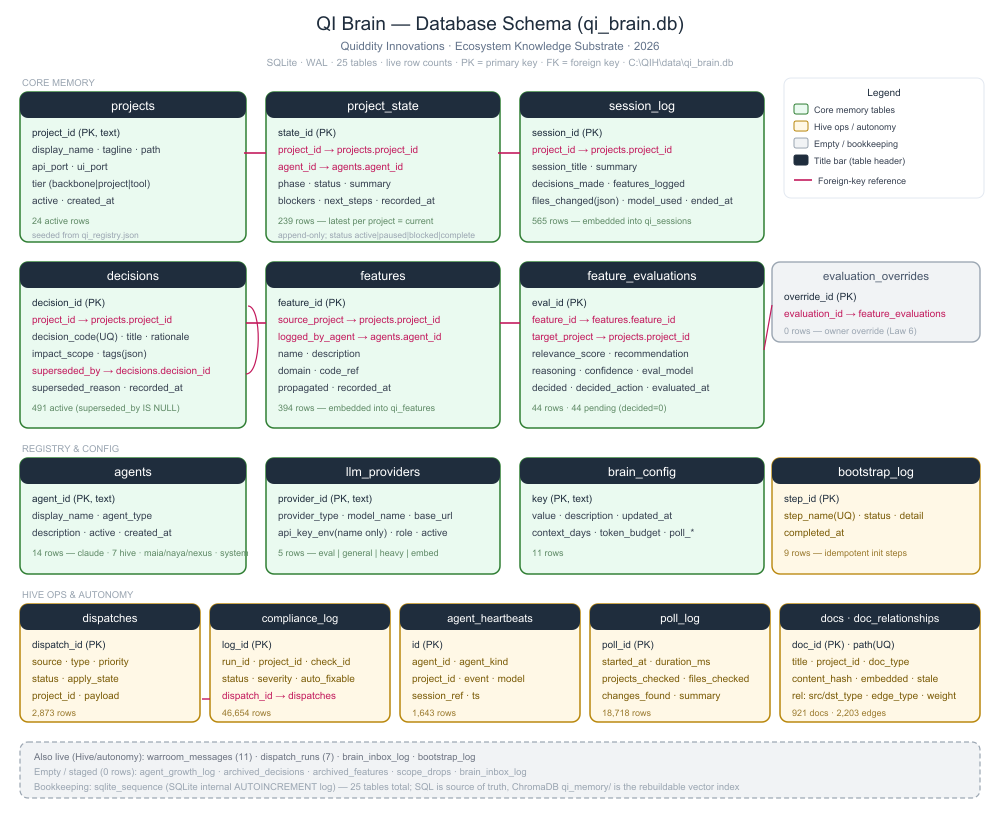 QI Brain — Database Schema (qi_brain.db)
Quiddity Innovations · Ecosystem Knowledge Substrate · 2026
SQLite · WAL · 25 tables · live row counts · PK = primary key · FK = foreign key · C:\QIH\data\qi_brain.db
CORE MEMORY
projects
project_id (PK, text)
display_name · tagline · path
api_port · ui_port
tier (backbone|project|tool)
active · created_at
24 active rows
seeded from qi_registry.json
project_state
state_id (PK)
project_id → projects.project_id
agent_id → agents.agent_id
phase · status · summary
blockers · next_steps · recorded_at
239 rows — latest per project = current
append-only; status active|paused|blocked|complete
session_log
session_id (PK)
project_id → projects.project_id
session_title · summary
decisions_made · features_logged
files_changed(json) · model_used · ended_at
565 rows — embedded into qi_sessions
Legend
Core memory tables
Hive ops / autonomy
Empty / bookkeeping
Title bar (table header)
Foreign-key reference
decisions
decision_id (PK)
project_id → projects.project_id
decision_code(UQ) · title · rationale
impact_scope · tags(json)
superseded_by → decisions.decision_id
superseded_reason · recorded_at
491 active (superseded_by IS NULL)
features
feature_id (PK)
source_project → projects.project_id
logged_by_agent → agents.agent_id
name · description
domain · code_ref
propagated · recorded_at
394 rows — embedded into qi_features
feature_evaluations
eval_id (PK)
feature_id → features.feature_id
target_project → projects.project_id
relevance_score · recommendation
reasoning · confidence · eval_model
decided · decided_action · evaluated_at
44 rows · 44 pending (decided=0)
evaluation_overrides
override_id (PK)
evaluation_id → feature_evaluations
0 rows — owner override (Law 6)
REGISTRY & CONFIG
agents
agent_id (PK, text)
display_name · agent_type
description · active · created_at
14 rows — claude · 7 hive · maia/naya/nexus · system
llm_providers
provider_id (PK, text)
provider_type · model_name · base_url
api_key_env(name only) · role · active
5 rows — eval | general | heavy | embed
brain_config
key (PK, text)
value · description · updated_at
context_days · token_budget · poll_*
11 rows
bootstrap_log
step_id (PK)
step_name(UQ) · status · detail
completed_at
9 rows — idempotent init steps
HIVE OPS & AUTONOMY
dispatches
dispatch_id (PK)
source · type · priority
status · apply_state
project_id · payload
2,873 rows
compliance_log
log_id (PK)
run_id · project_id · check_id
status · severity · auto_fixable
dispatch_id → dispatches
46,654 rows
agent_heartbeats
id (PK)
agent_id · agent_kind
project_id · event · model
session_ref · ts
1,643 rows
poll_log
poll_id (PK)
started_at · duration_ms
projects_checked · files_checked
changes_found · summary
18,718 rows
docs · doc_relationships
doc_id (PK) · path(UQ)
title · project_id · doc_type
content_hash · embedded · stale
rel: src/dst_type · edge_type · weight
921 docs · 2,203 edges
Also live (Hive/autonomy): warroom_messages (11) · dispatch_runs (7) · brain_inbox_log · bootstrap_log
Empty / staged (0 rows): agent_growth_log · archived_decisions · archived_features · scope_drops · brain_inbox_log
Bookkeeping: sqlite_sequence (SQLite internal AUTOINCREMENT log) — 25 tables total; SQL is source of truth, ChromaDB qi_memory/ is the rebuildable vector index